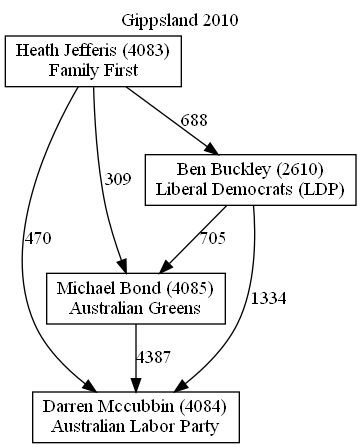 Gippsland 2010
Heath Jefferis (4083)
Family First
688
Ben Buckley (2610)
Liberal Democrats (LDP)
309
470
705
Michael Bond (4085)
Australian Greens
1334
4387
Darren Mccubbin (4084)
Australian Labor Party